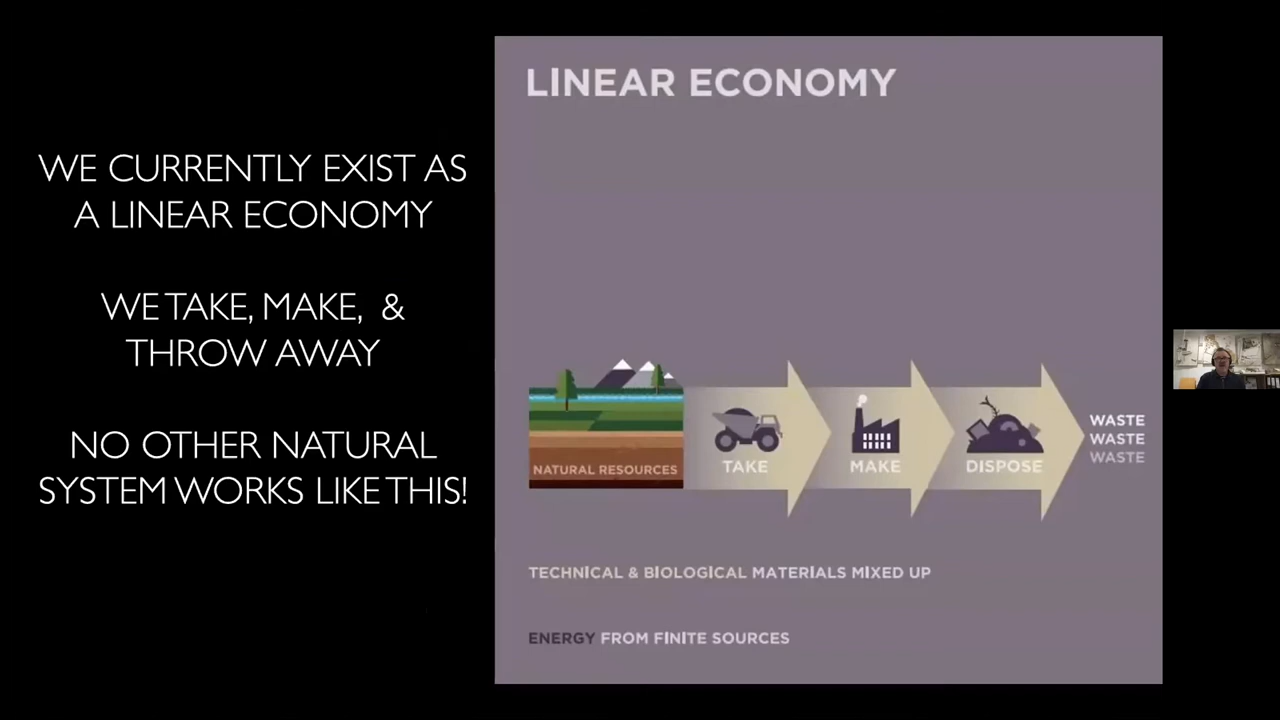 WE CURRENTLY EXIST AS
A LINEAR ECONOMY
WE TAKE, MAKE, &
THROW AWAY
NO OTHER NATURAL
SYSTEM WORKS LIKE THIS!
LINEAR ECONOMY
NATURAL RESOURCES
TAKE
MAKE
DISPOSE
WASTE
WASTE
WASTE
TECHNICAL & BIOLOGICAL MATERIALS MIXED UP
ENERGY FROM FINITE SOURCES